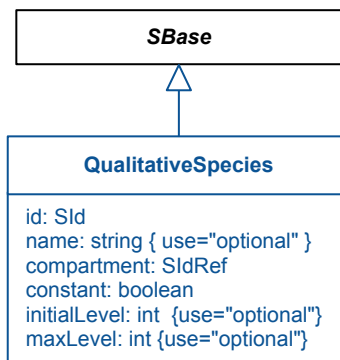 SBase
QualitativeSpecies
id: SId
name: string { use="optional" }
compartment: SIdRef
constant: boolean
initialLevel: int  {use="optional"}
maxLevel: int {use="optional"}